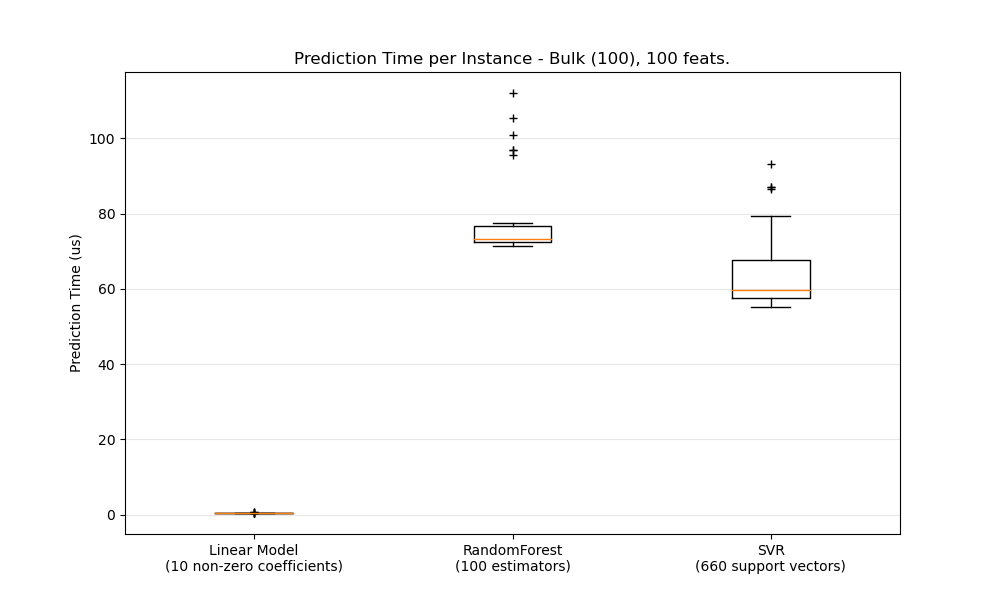 Prediction Time per Instance - Bulk (100), 100 feats.
Prediction Time (us)
100
80
60
40
20
0
Linear Model
(10 non-zero coefficients)
RandomForest
(100 estimators)
SVR
(660 support vectors)